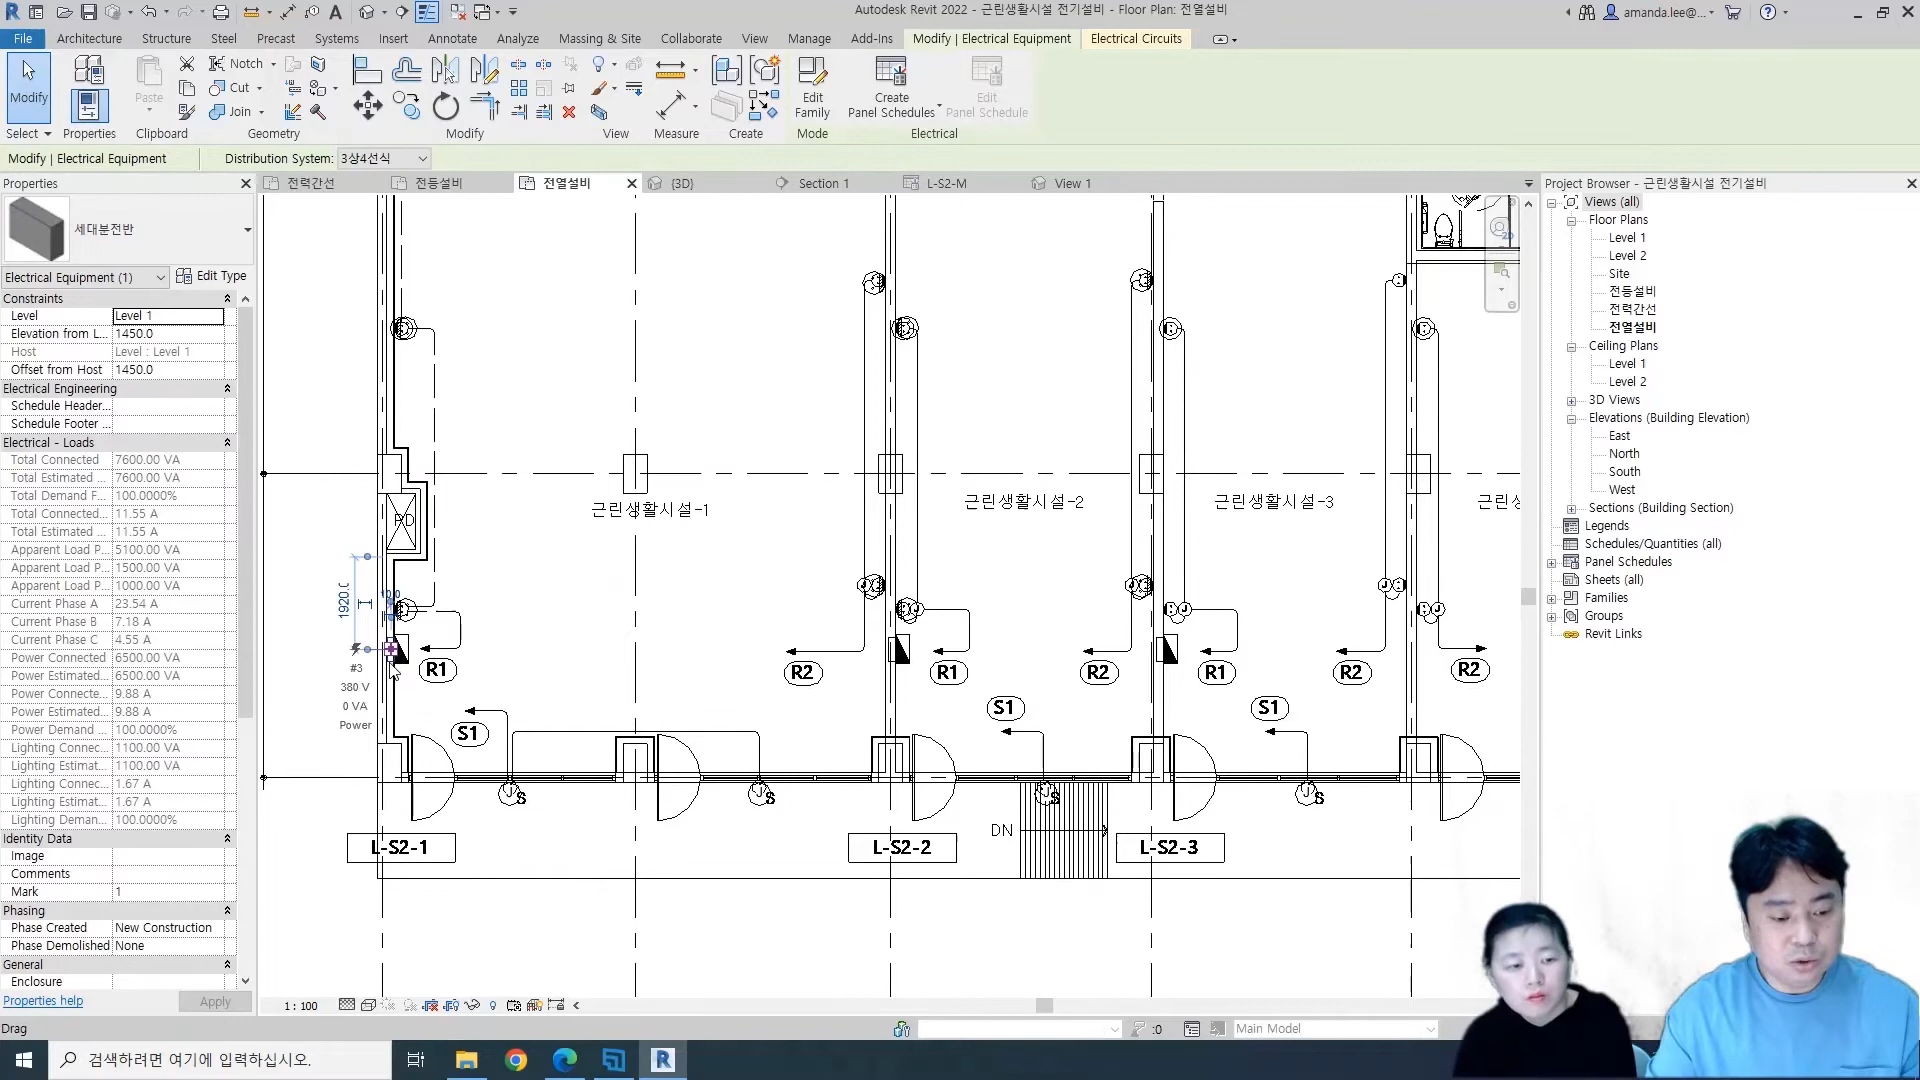 Autodesk Revit 2022 - 근린생활시설 전기설비 - Floor Plan: 전열설비
amanda.lee@...
File Architecture Structure Steel Precast Systems Insert Annotate Analyze Massing & Site Collaborate View Manage Add-Ins Modify | Electrical Equipment Electrical Circuits
Modify
Paste
Notch
Cut
Join
Edit Family
Create Panel Schedules
Edit Panel Schedule
Select Properties Clipboard Geometry Modify View Measure Create Mode Electrical
Modify | Electrical Equipment Distribution System: 3상4선식
Properties
전력간선 전등설비 전열설비 {3D} Section 1 L-S2-M View 1
Project Browser - 근린생활시설 전기설비
세대분전반
Electrical Equipment (1) Edit Type
Constraints
Level Level 1
Elevation from L... 1450.0
Host Level : Level 1
Offset from Host 1450.0
Electrical Engineering
Schedule Header...
Schedule Footer ...
Electrical - Loads
Total Connected 7600.00 VA
Total Estimated 7600.00 VA
Total Demand F... 100.0000%
Total Connected... 11.55 A
Total Estimated ... 11.55 A
Apparent Load P... 5100.00 VA
Apparent Load P... 1500.00 VA
Apparent Load P... 1000.00 VA
Current Phase A 23.54 A
Current Phase B 7.18 A
Current Phase C 4.55 A
Power Connected 6500.00 VA
Power Estimated... 6500.00 VA
Power Connecte... 9.88 A
Power Estimated... 9.88 A
Power Demand ... 100.0000%
Lighting Connec... 1100.00 VA
Lighting Estimat... 1100.00 VA
Lighting Connec... 1.67 A
Lighting Estimat... 1.67 A
Lighting Deman... 100.0000%
Identity Data
Image
Comments
Mark 1
Phasing
Phase Created New Construction
Phase Demolished None
General
Enclosure
Properties help Apply
근린생활시설-1
근린생활시설-2
근린생활시설-3
근린생
PD
1920.0
#3
380 V
0 VA
Power
R1
R2
R1
R2
R1
R2
R2
S1
S1
S1
S
S
S
DN
L-S2-1
L-S2-2
L-S2-3
Views (all)
Floor Plans
Level 1
Level 2
Site
전등설비
전력간선
전열설비
Ceiling Plans
Level 1
Level 2
3D Views
Elevations (Building Elevation)
East
North
South
West
Sections (Building Section)
Legends
Schedules/Quantities (all)
Panel Schedules
Sheets (all)
Families
Groups
Revit Links
1 : 100
Drag
:0
Main Model
검색하려면 여기에 입력하십시오.